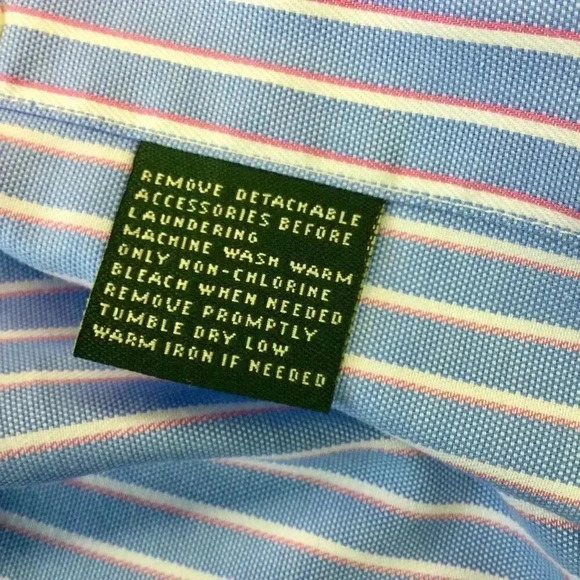 REMOVE DETACHABLE
ACCESSORIES BEFORE
LAUNDERING
MACHINE WASH WARM
ONLY NON-CHLORINE
BLEACH WHEN NEEDED
REMOVE PROMPTLY
TUMBLE DRY LOW
WARM IRON IF NEEDED